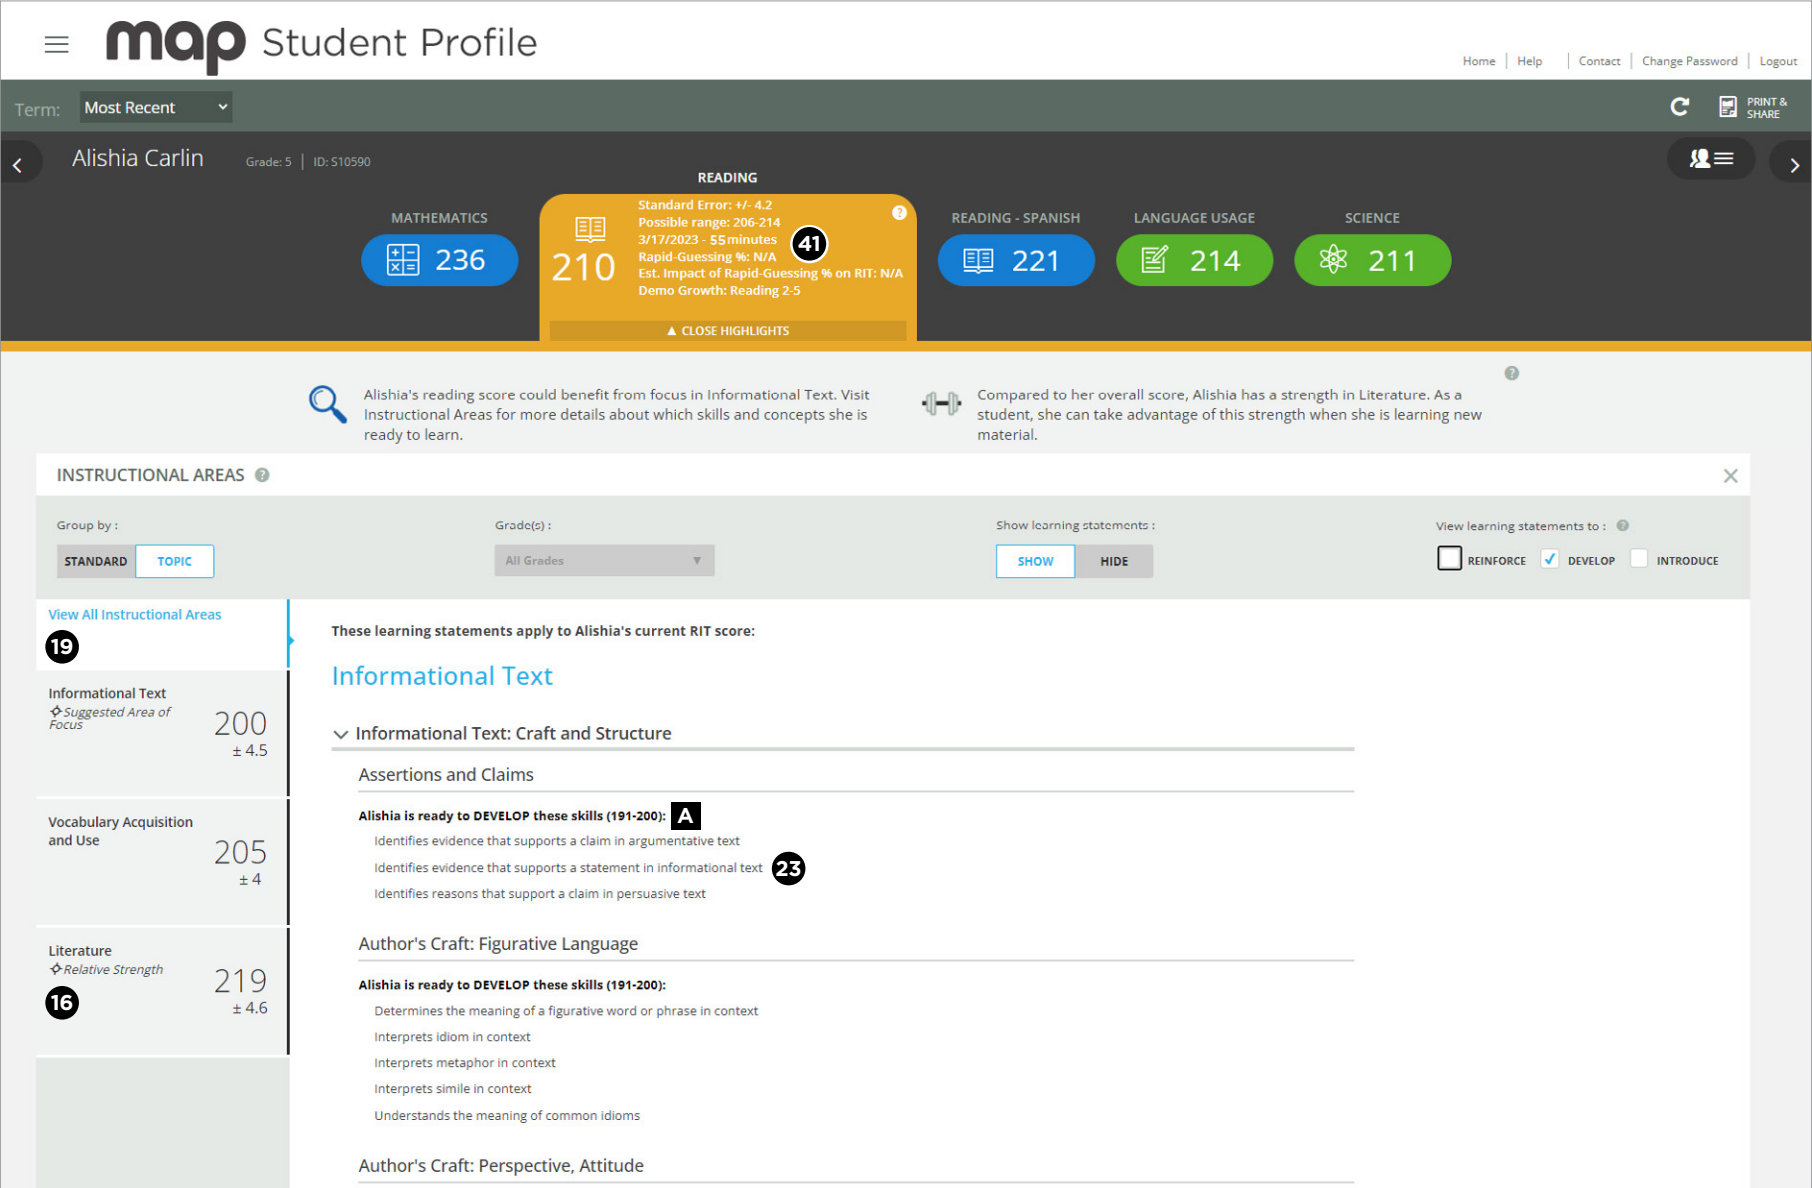 map Student Profile
Home | Help | Contact | Change Password | Logout
Term: Most Recent
PRINT & SHARE
Alishia Carlin Grade: 5 | ID: S10590
MATHEMATICS
236
READING
210
Standard Error: +/- 4.2
Possible range: 206-214
3/17/2023 - 55 minutes
Rapid-Guessing %: N/A
Est. Impact of Rapid-Guessing % on RIT: N/A
Demo Growth: Reading 2-5
41
?
▲ CLOSE HIGHLIGHTS
READING - SPANISH
221
LANGUAGE USAGE
214
SCIENCE
211
Alishia's reading score could benefit from focus in Informational Text. Visit
Instructional Areas for more details about which skills and concepts she is
ready to learn.
Compared to her overall score, Alishia has a strength in Literature. As a
student, she can take advantage of this strength when she is learning new
material.
?
INSTRUCTIONAL AREAS ?
Group by :
STANDARD TOPIC
Grade(s) :
All Grades
Show learning statements :
SHOW HIDE
View learning statements to : ?
REINFORCE DEVELOP INTRODUCE
View All Instructional Areas
19
Informational Text
Suggested Area of
Focus
200
± 4.5
Vocabulary Acquisition
and Use
205
± 4
Literature
Relative Strength
16
219
± 4.6
These learning statements apply to Alishia's current RIT score:
Informational Text
Informational Text: Craft and Structure
Assertions and Claims
Alishia is ready to DEVELOP these skills (191-200): A
Identifies evidence that supports a claim in argumentative text
Identifies evidence that supports a statement in informational text 23
Identifies reasons that support a claim in persuasive text
Author's Craft: Figurative Language
Alishia is ready to DEVELOP these skills (191-200):
Determines the meaning of a figurative word or phrase in context
Interprets idiom in context
Interprets metaphor in context
Interprets simile in context
Understands the meaning of common idioms
Author's Craft: Perspective, Attitude